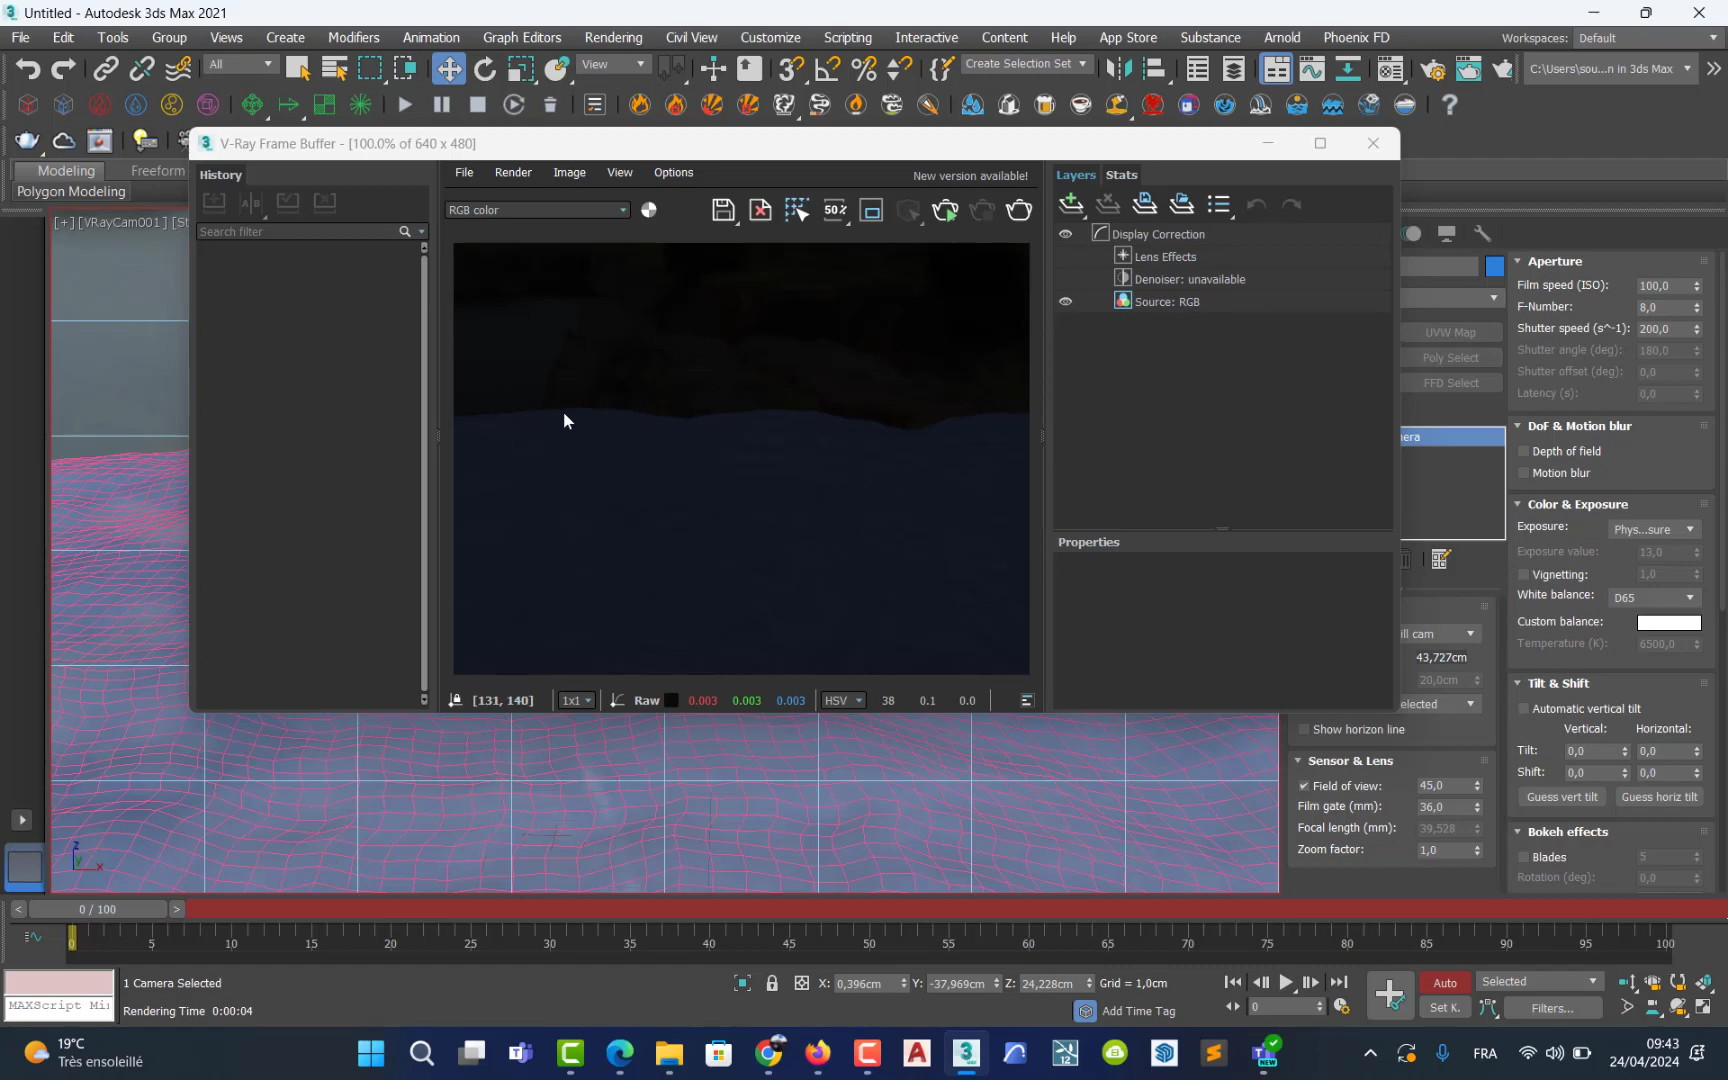 Untitled - Autodesk 3ds Max 2021
File Edit Tools Group Views Create Modifiers Animation Graph Editors Rendering Civil View Customize Scripting Interactive Content Help App Store Substance Arnold Phoenix FD Workspaces: Default
All View Create Selection Set C:\Users\sou...n in 3ds Max
V-Ray Frame Buffer - [100.0% of 640 x 480]
Modeling Freeform
Polygon Modeling
[+] [VRayCam001] [St
History
File Render Image View Options New version available!
Layers Stats
RGB color
50%
Search filter
Display Correction
Lens Effects
Denoiser: unavailable
Source: RGB
Properties
[131, 140] 1x1 Raw 0.003 0.003 0.003 HSV 38 0.1 0.0
UVW Map
Poly Select
FFD Select
era
ill cam
43,727cm
20,0cm
elected
Show horizon line
Sensor & Lens
Field of view: 45,0
Film gate (mm): 36,0
Focal length (mm): 39,528
Zoom factor: 1,0
Aperture
Film speed (ISO): 100,0
F-Number: 8,0
Shutter speed (s^-1): 200,0
Shutter angle (deg): 180,0
Shutter offset (deg): 0,0
Latency (s): 0,0
DoF & Motion blur
Depth of field
Motion blur
Color & Exposure
Exposure: Phys...sure
Exposure value: 13,0
Vignetting: 1,0
White balance: D65
Custom balance:
Temperature (K): 6500,0
Tilt & Shift
Automatic vertical tilt
Vertical: Horizontal:
Tilt: 0,0 0,0
Shift: 0,0 0,0
Guess vert tilt Guess horiz tilt
Bokeh effects
Blades 5
Rotation (deg): 0,0
z
y
x
0 / 100
0 5 10 15 20 25 30 35 40 45 50 55 60 65 70 75 80 85 90 95 100
1 Camera Selected
X: 0,396cm Y: -37,969cm Z: 24,228cm Grid = 1,0cm
Auto Selected
MAXScript Mi
Rendering Time 0:00:04
Add Time Tag
0
Set K. Filters...
19°C
Très ensoleillé
FRA
09:43
24/04/2024